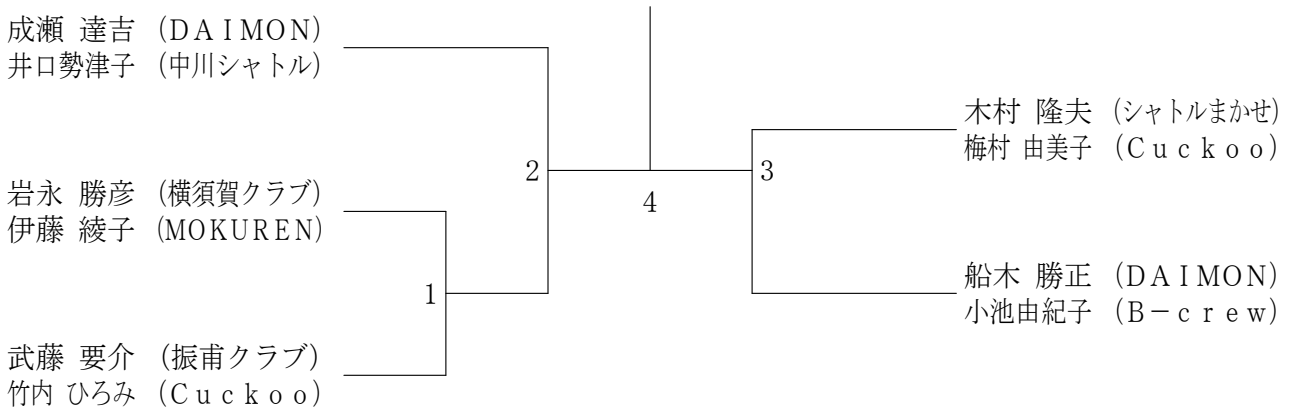 成瀬 達吉 （ＤＡＩＭＯＮ）
井口勢津子 （中川シャトル）
岩永 勝彦 （横須賀クラブ）
伊藤 綾子 （MOKUREN）
武藤 要介 （振甫クラブ）
竹内 ひろみ （Ｃｕｃｋｏｏ）
1
2
4
3
木村 隆夫 （シャトルまかせ）
梅村 由美子 （Ｃｕｃｋｏｏ）
船木 勝正 （ＤＡＩＭＯＮ）
小池由紀子 （Ｂ－ｃｒｅｗ）